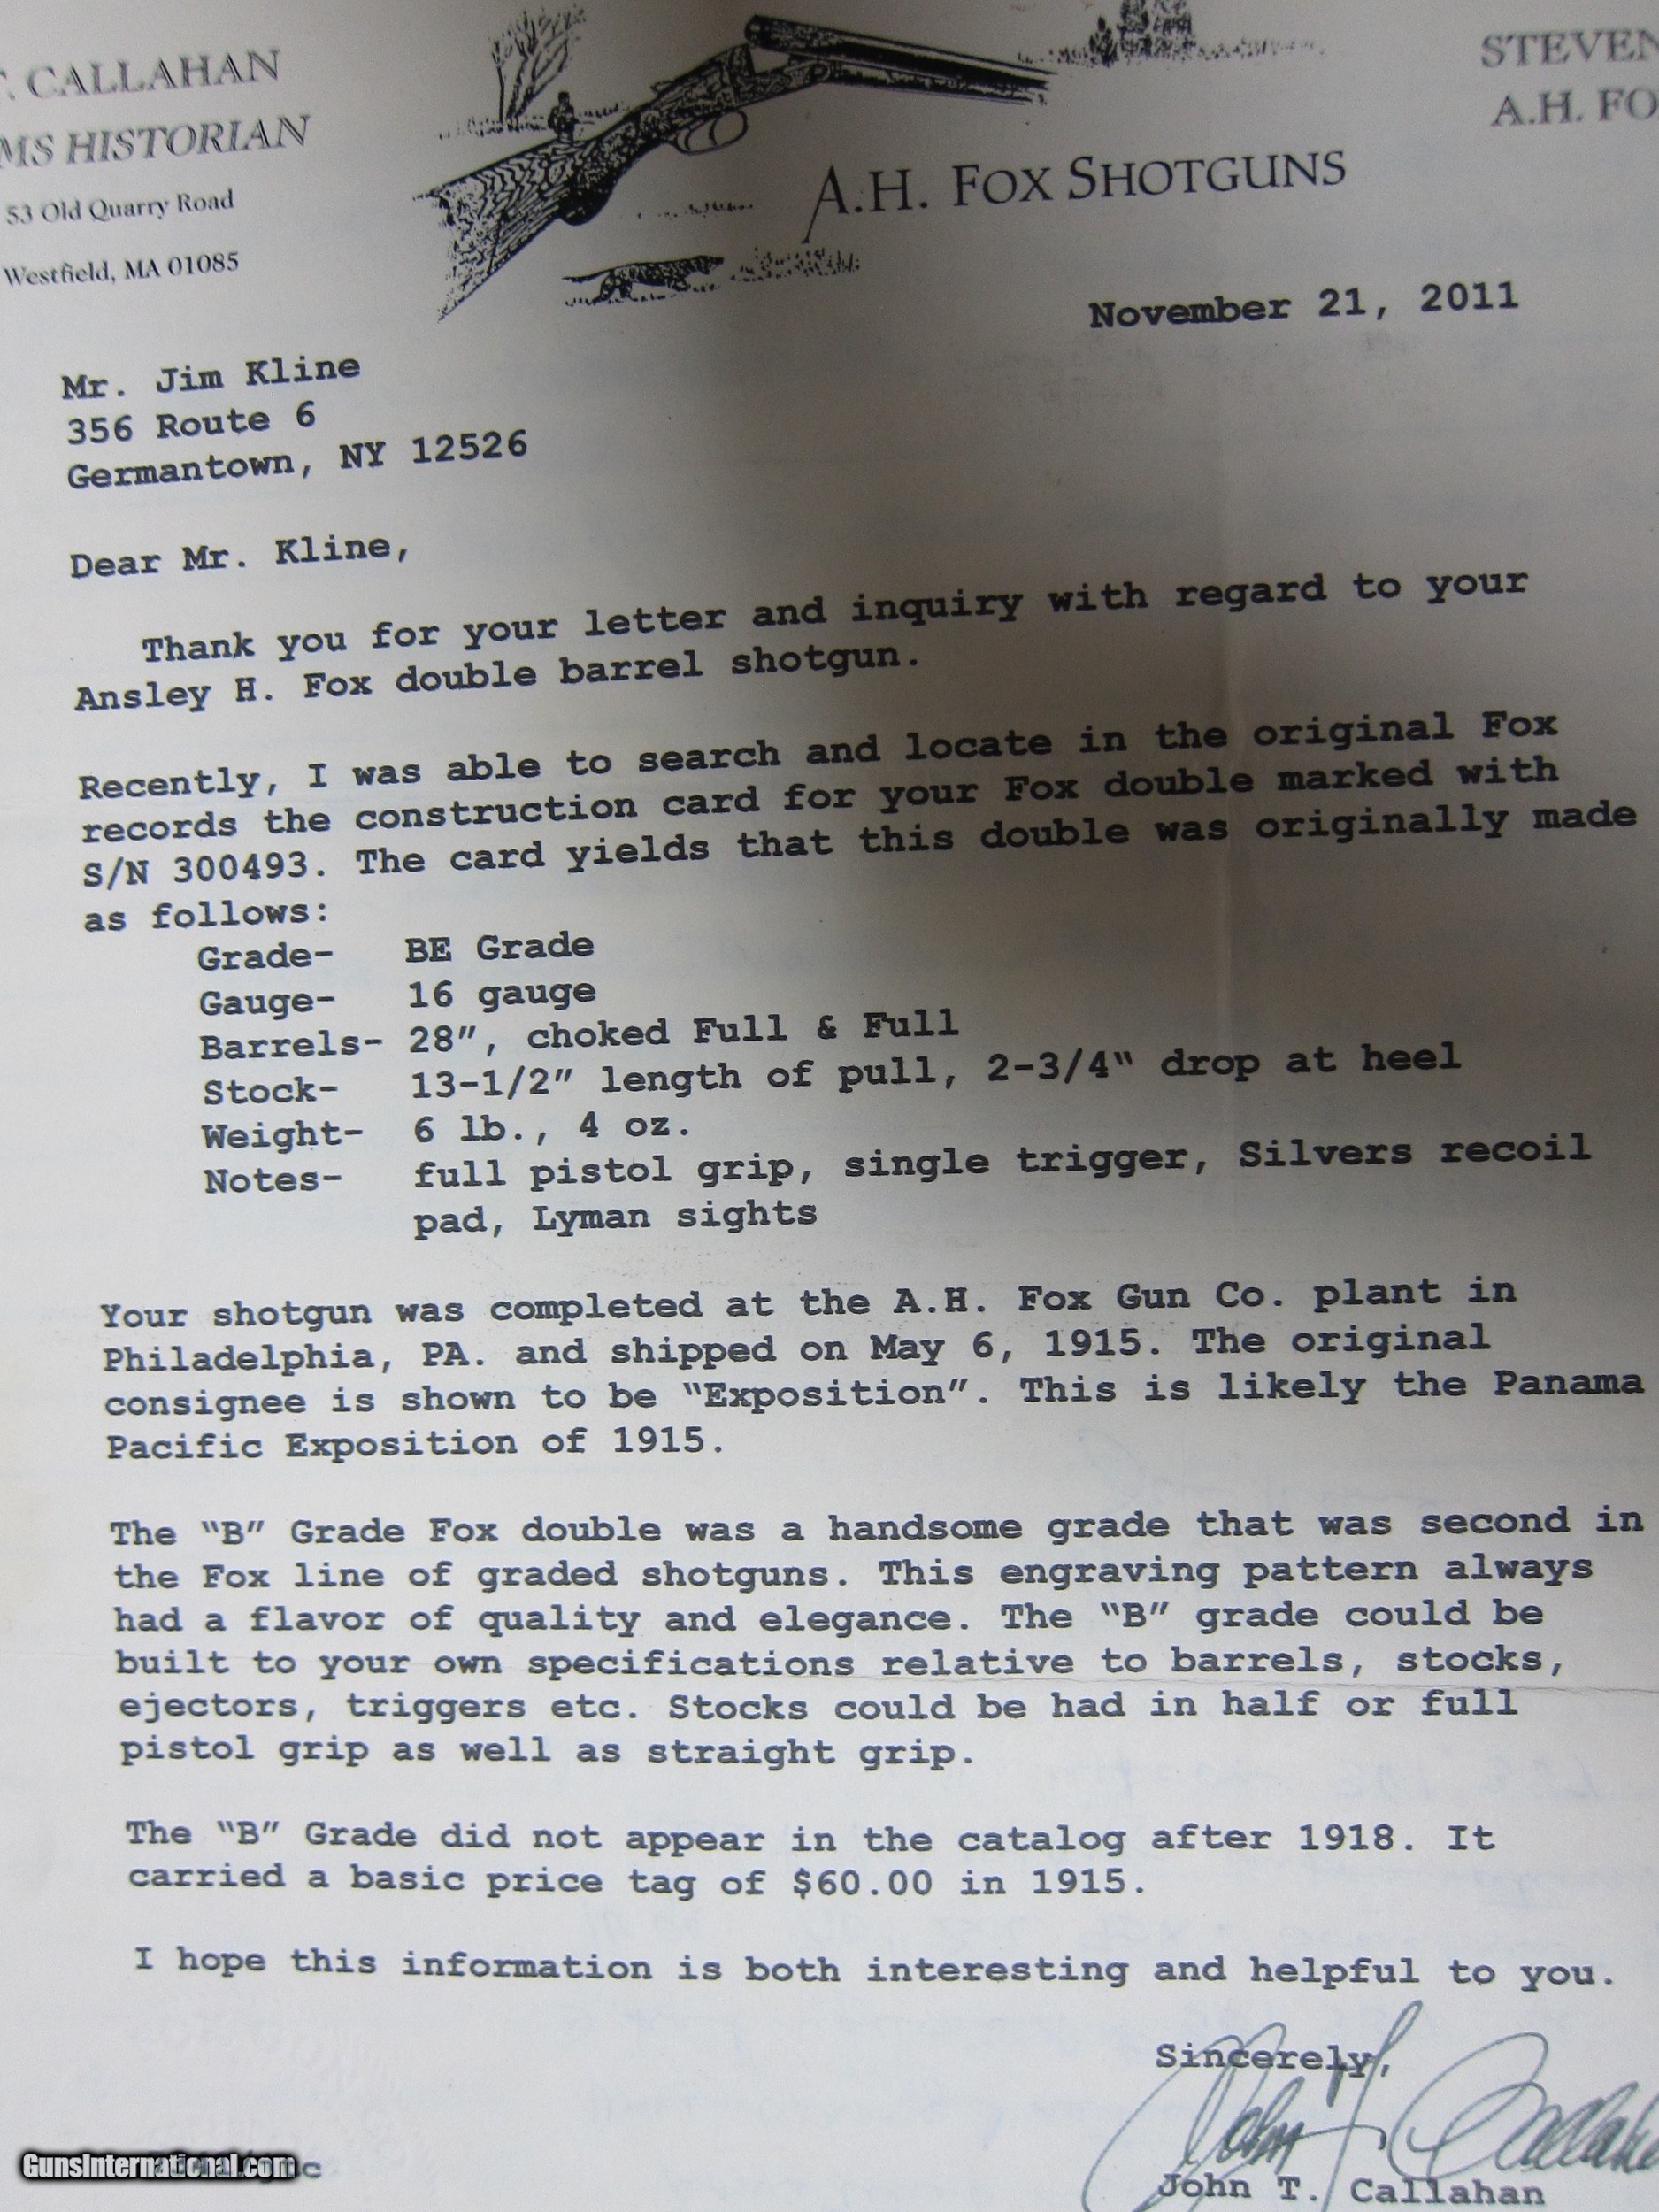 T. CALLAHAN
MS HISTORIAN
53 Old Quarry Road
Westfield, MA 01085
A.H. FOX SHOTGUNS
STEVEN
A.H. FO
November 21, 2011
Mr. Jim Kline
356 Route 6
Germantown, NY 12526
Dear Mr. Kline,
Thank you for your letter and inquiry with regard to your
Ansley H. Fox double barrel shotgun.
Recently, I was able to search and locate in the original Fox
records the construction card for your Fox double marked with
S/N 300493. The card yields that this double was originally made
as follows:
Grade- BE Grade
Gauge- 16 gauge
Barrels- 28", choked Full & Full
Stock- 13-1/2" length of pull, 2-3/4" drop at heel
Weight- 6 lb., 4 oz.
Notes- full pistol grip, single trigger, Silvers recoil
pad, Lyman sights
Your shotgun was completed at the A.H. Fox Gun Co. plant in
Philadelphia, PA. and shipped on May 6, 1915. The original
consignee is shown to be "Exposition". This is likely the Panama
Pacific Exposition of 1915.
The "B" Grade Fox double was a handsome grade that was second in
the Fox line of graded shotguns. This engraving pattern always
had a flavor of quality and elegance. The "B" grade could be
built to your own specifications relative to barrels, stocks,
ejectors, triggers etc. Stocks could be had in half or full
pistol grip as well as straight grip.
The "B" Grade did not appear in the catalog after 1918. It
carried a basic price tag of $60.00 in 1915.
I hope this information is both interesting and helpful to you.
Sincerely,
John T. Callahan
John T. Callahan
GunsInternational.com